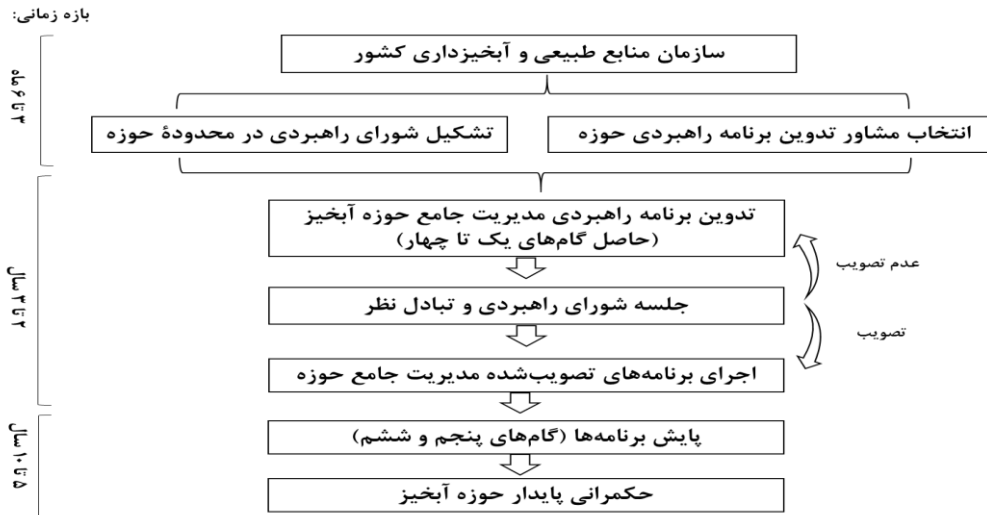 بازه زمانی:
سازمان منابع طبیعی و آبخیزداری کشور
۳ تا ۶ ماه
انتخاب مشاور تدوین برنامه راهبردی حوزه
تشکیل شورای راهبردی در محدودۀ حوزه
تدوین برنامه راهبردی مدیریت جامع حوزه آبخیز
(حاصل گام‌های یک تا چهار)
عدم تصویب
۲ تا ۳ سال
جلسه شورای راهبردی و تبادل نظر
تصویب
اجرای برنامه‌های تصویب‌شده مدیریت جامع حوزه
پایش برنامه‌ها (گام‌های پنجم و ششم)
۵ تا ۱۰ سال
حکمرانی پایدار حوزه آبخیز